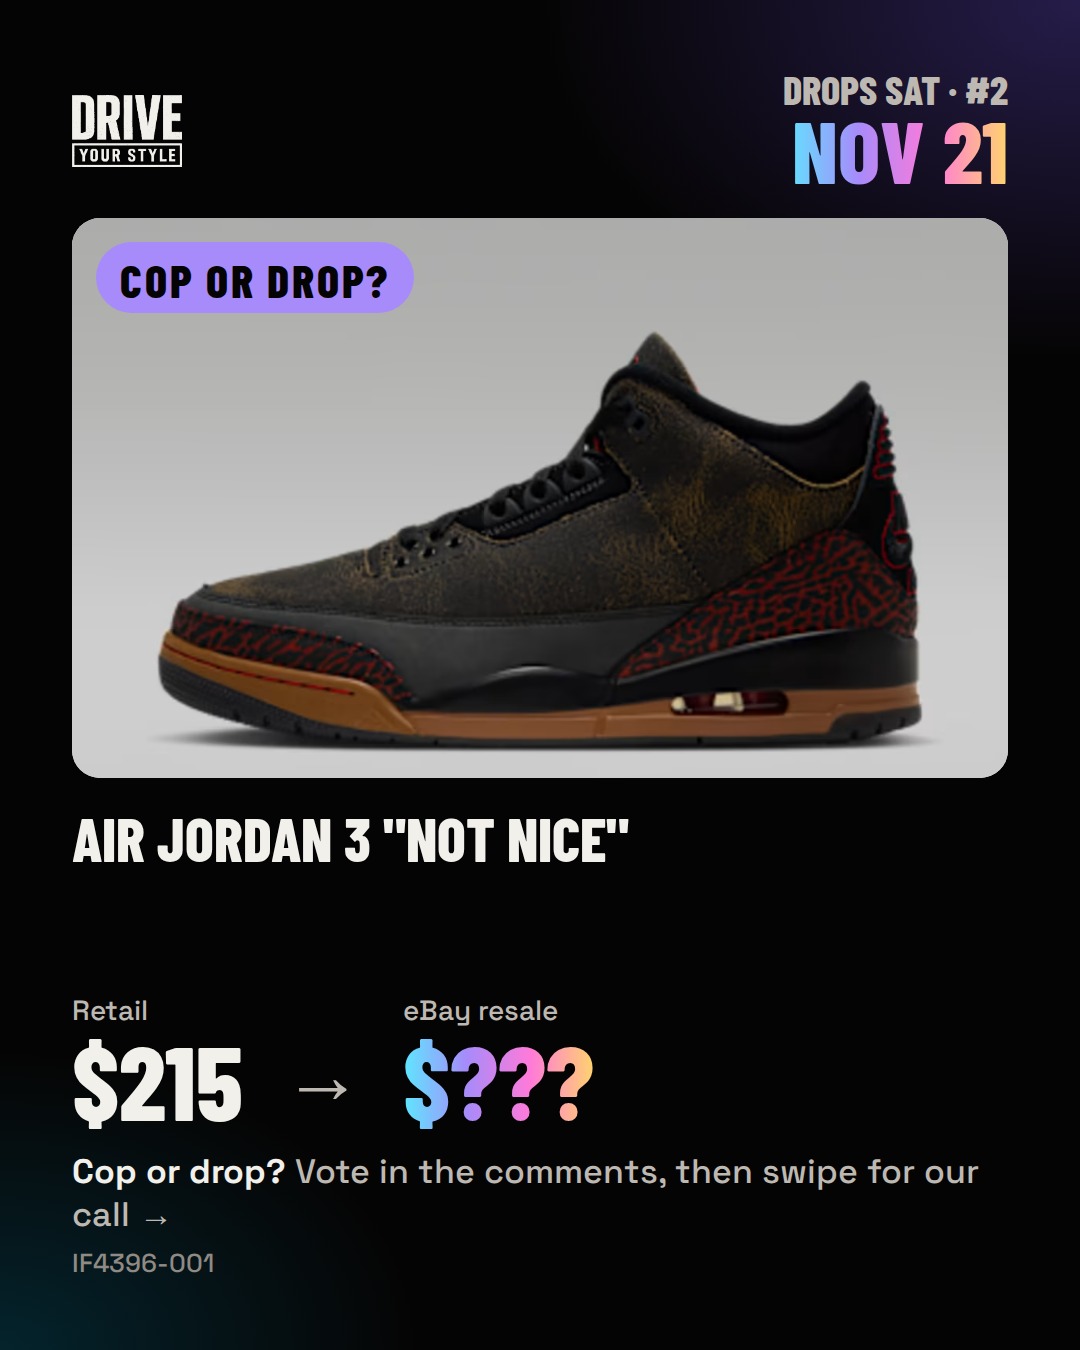 DRIVE
YOUR STYLE
DROPS SAT · #2
NOV 21
COP OR DROP?
AIR JORDAN 3 "NOT NICE"
Retail
eBay resale
$215
→
$???
Cop or drop? Vote in the comments, then swipe for our
call →
IF4396-001